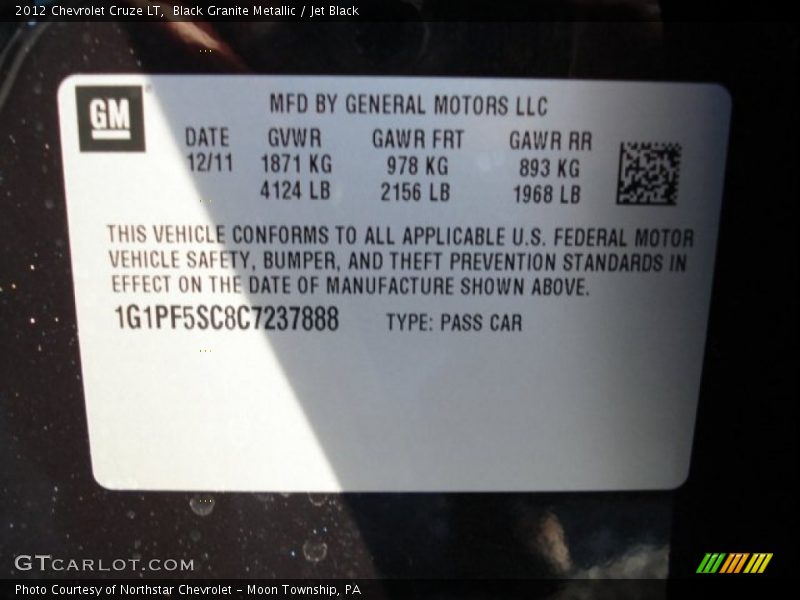 2012 Chevrolet Cruze LT,  Black Granite Metallic / Jet Black
GM
MFD BY GENERAL MOTORS LLC
DATE GVWR GAWR FRT GAWR RR
12/11 1871 KG 978 KG 893 KG
4124 LB 2156 LB 1968 LB
THIS VEHICLE CONFORMS TO ALL APPLICABLE U.S. FEDERAL MOTOR
VEHICLE SAFETY, BUMPER, AND THEFT PREVENTION STANDARDS IN
EFFECT ON THE DATE OF MANUFACTURE SHOWN ABOVE.
1G1PF5SC8C7237888 TYPE: PASS CAR
GTCARLOT.COM
Photo Courtesy of Northstar Chevrolet - Moon Township, PA